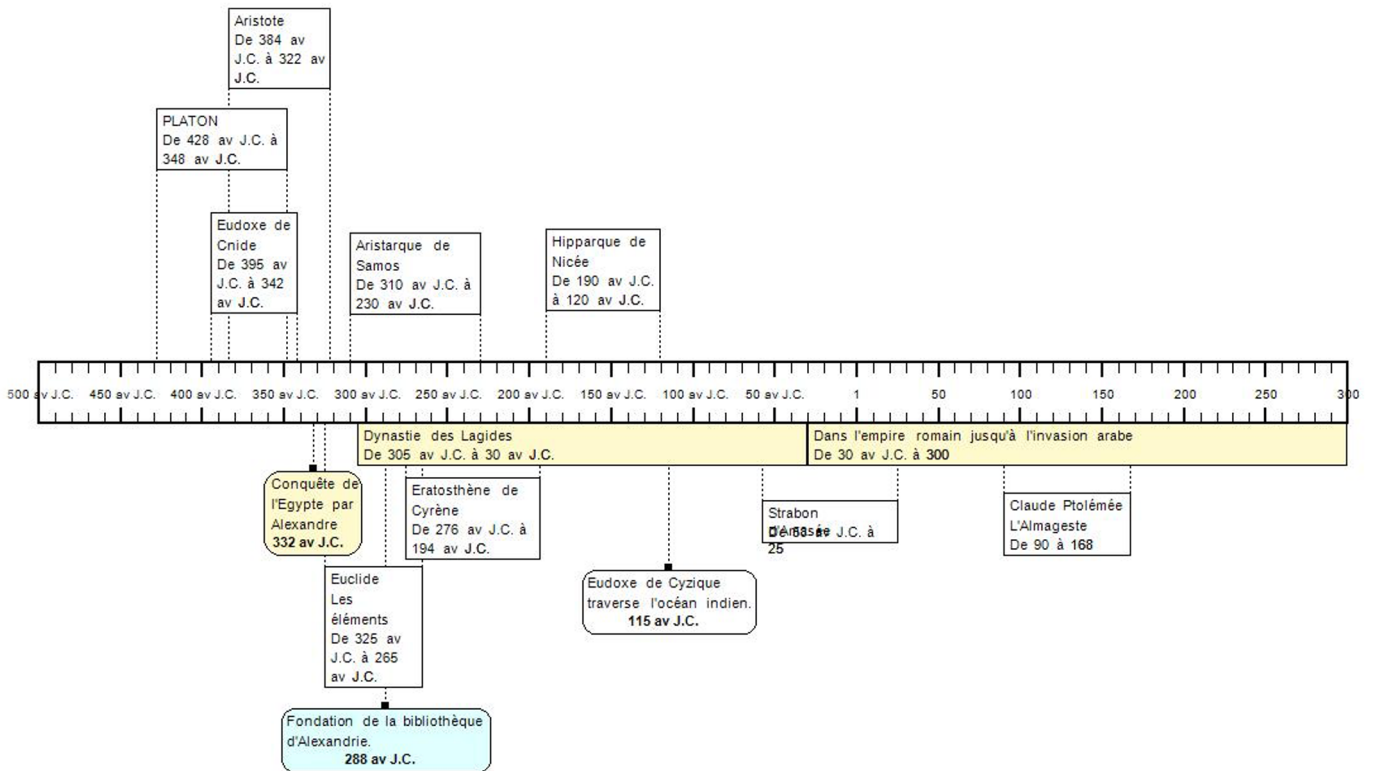 Aristote
De 384 av
J.C. à 322 av
J.C.
PLATON
De 428 av J.C. à
348 av J.C.
Eudoxe de
Cnide
De 395 av
J.C. à 342
av J.C.
Aristarque de
Samos
De 310 av J.C. à
230 av J.C.
Hipparque de
Nicée
De 190 av J.C.
à 120 av J.C.
500 av J.C. 450 av J.C. 400 av J.C. 350 av J.C. 300 av J.C. 250 av J.C. 200 av J.C. 150 av J.C. 100 av J.C. 50 av J.C. 1 50 100 150 200 250 300
Dynastie des Lagides
De 305 av J.C. à 30 av J.C.
Dans l'empire romain jusqu'à l'invasion arabe
De 30 av J.C. à 300
Conquête de
l'Egypte par
Alexandre
332 av J.C.
Eratosthène de
Cyrène
De 276 av J.C. à
194 av J.C.
Strabon
De av J.C. à
25
Claude Ptolémée
L'Almageste
De 90 à 168
Euclide
Les
éléments
De 325 av
J.C. à 265
av J.C.
Eudoxe de Cyzique
traverse l'océan indien.
115 av J.C.
Fondation de la bibliothèque
d'Alexandrie.
288 av J.C.